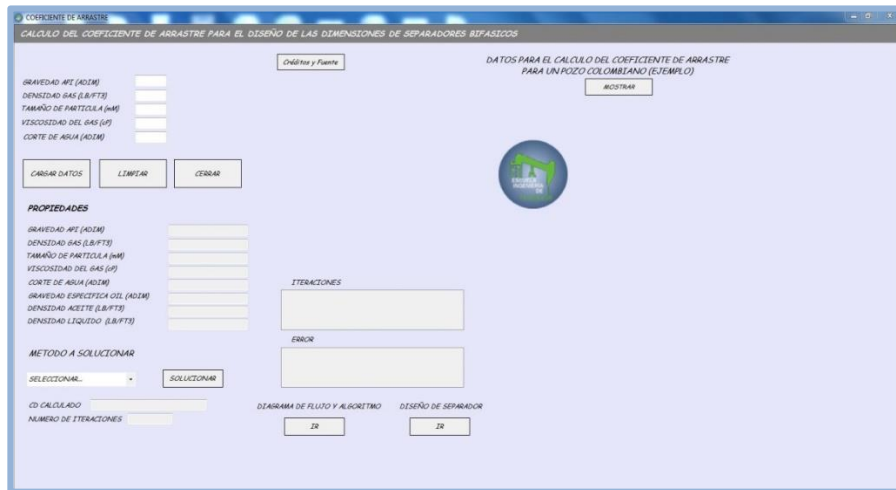 COEFICIENTE DE ARRASTRE
CALCULO DEL COEFICIENTE DE ARRASTRE PARA EL DISEÑO DE LAS DIMENSIONES DE SEPARADORES BIFASICOS
Créditos y Fuente
DATOS PARA EL CALCULO DEL COEFICIENTE DE ARRASTRE
PARA UN POZO COLOMBIANO (EJEMPLO)
MOSTRAR
GRAVEDAD API (ADIM)
DENSIDAD GAS (LB/FT3)
TAMAÑO DE PARTICULA (mM)
VISCOSIDAD DEL GAS (cP)
CORTE DE AGUA (ADIM)
CARGAR DATOS
LIMPIAR
CERRAR
PROPIEDADES
GRAVEDAD API (ADIM)
DENSIDAD GAS (LB/FT3)
TAMAÑO DE PARTICULA (mM)
VISCOSIDAD DEL GAS (cP)
CORTE DE AGUA (ADIM)
GRAVEDAD ESPECIFICA OIL (ADIM)
DENSIDAD ACEITE (LB/FT3)
DENSIDAD LIQUIDO (LB/FT3)
ITERACIONES
ERROR
METODO A SOLUCIONAR
SELECCIONAR...
SOLUCIONAR
CD CALCULADO
NUMERO DE ITERACIONES
DIAGRAMA DE FLUJO Y ALGORITMO
IR
DISEÑO DE SEPARADOR
IR